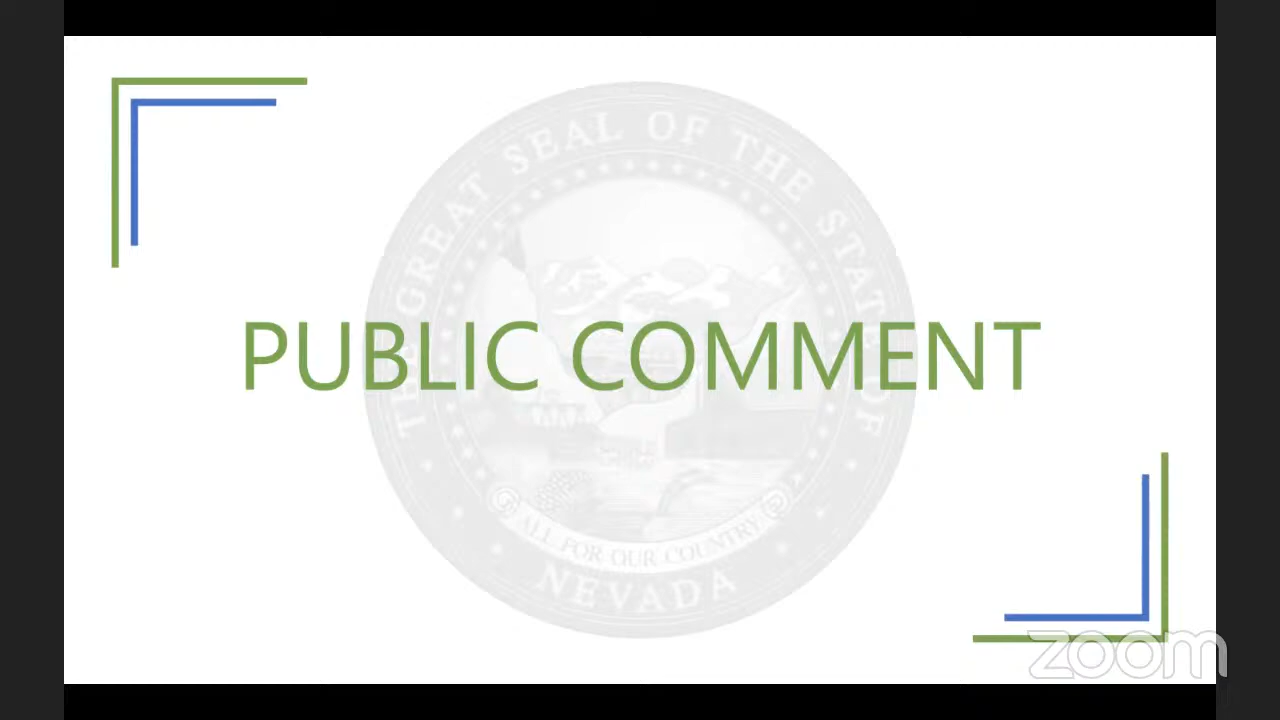 THE GREAT SEAL OF THE STATE OF
PUBLIC COMMENT
ALL FOR OUR COUNTRY
NEVADA
zoom